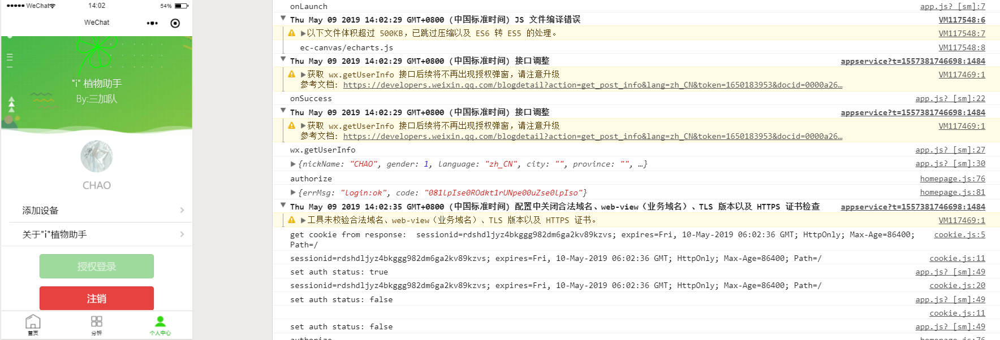 ●●●●● WeChat 14:02 54%
WeChat
"i" 植物助手
By:三加队
CHAO
添加设备
关于"i"植物助手
授权登录
注销
首页 分析 个人中心
onLaunch app.js? [sm]:7
Thu May 09 2019 14:02:29 GMT+0800 (中国标准时间) JS 文件编译错误 VM117548:6
以下文件体积超过 500KB，已跳过压缩以及 ES6 转 ES5 的处理。 VM117548:7
ec-canvas/echarts.js VM117548:8
Thu May 09 2019 14:02:29 GMT+0800 (中国标准时间) 接口调整 appservice?t=1557381746698:1484
获取 wx.getUserInfo 接口后续将不再出现授权弹窗，请注意升级 VM117469:1
参考文档: https://developers.weixin.qq.com/blogdetail?action=get_post_info&lang=zh_CN&token=1650183953&docid=0000a26…
onSuccess app.js? [sm]:22
Thu May 09 2019 14:02:29 GMT+0800 (中国标准时间) 接口调整 appservice?t=1557381746698:1484
获取 wx.getUserInfo 接口后续将不再出现授权弹窗，请注意升级 VM117469:1
参考文档: https://developers.weixin.qq.com/blogdetail?action=get_post_info&lang=zh_CN&token=1650183953&docid=0000a26…
wx.getUserInfo app.js? [sm]:27
{nickName: "CHAO", gender: 1, language: "zh_CN", city: "", province: "", …} app.js? [sm]:30
authorize homepage.js:76
{errMsg: "login:ok", code: "081lpIse0ROdkt1rUNpe00uZse0lpIso"} homepage.js:81
Thu May 09 2019 14:02:35 GMT+0800 (中国标准时间) 配置中关闭合法域名、web-view（业务域名）、TLS 版本以及 HTTPS 证书检查 appservice?t=1557381746698:1484
工具未校验合法域名、web-view（业务域名）、TLS 版本以及 HTTPS 证书。 VM117469:1
get cookie from response:  sessionid=rdshdljyz4bkggg982dm6ga2kv89kzvs; expires=Fri, 10-May-2019 06:02:36 GMT; HttpOnly; Max-Age=86400; cookie.js:5
Path=/
sessionid=rdshdljyz4bkggg982dm6ga2kv89kzvs; expires=Fri, 10-May-2019 06:02:36 GMT; HttpOnly; Max-Age=86400; Path=/ cookie.js:11
set auth status: true app.js? [sm]:49
sessionid=rdshdljyz4bkggg982dm6ga2kv89kzvs; expires=Fri, 10-May-2019 06:02:36 GMT; HttpOnly; Max-Age=86400; Path=/ cookie.js:20
set auth status: false app.js? [sm]:49
cookie.js:11
set auth status: false app.js? [sm]:49
authorize homepage.js:76